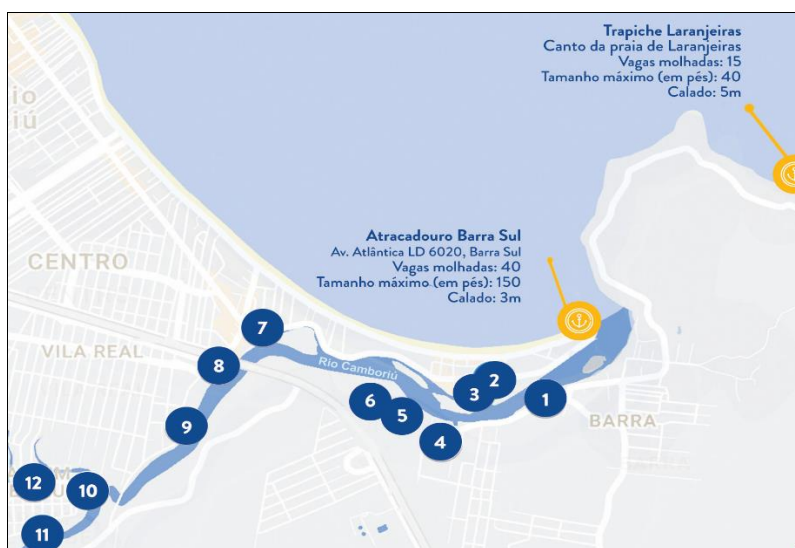 Trapiche Laranjeiras
Canto da praia de Laranjeiras
Vagas molhadas: 15
Tamanho máximo (em pés): 40
Calado: 5m
Atracadouro Barra Sul
Av. Atlântica LD 6020, Barra Sul
Vagas molhadas: 40
Tamanho máximo (em pés): 150
Calado: 3m
CENTRO
VILA REAL
Rio Camboriú
BARRA
7
8
2
3
1
6
5
4
9
12
10
11